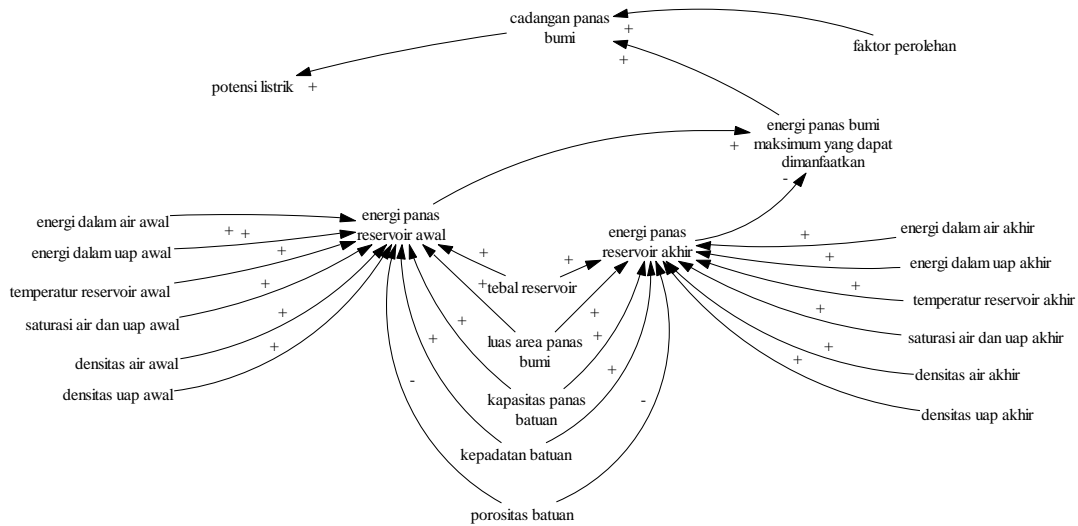 cadangan panas
bumi
+
+
faktor perolehan
potensi listrik +
energi panas bumi
maksimum yang dapat
dimanfaatkan
+
-
energi panas
reservoir awal
energi dalam air awal
+ +
energi dalam uap awal
+
temperatur reservoir awal
+
saturasi air dan uap awal
+
densitas air awal
+
densitas uap awal
energi panas
reservoir akhir
energi dalam air akhir
+
energi dalam uap akhir
+
temperatur reservoir akhir
+
saturasi air dan uap akhir
+
densitas air akhir
+
densitas uap akhir
+
+
+
tebal reservoir
+
+
luas area panas
bumi
+
+
kapasitas panas
batuan
+
+
kepadatan batuan
-
-
porositas batuan